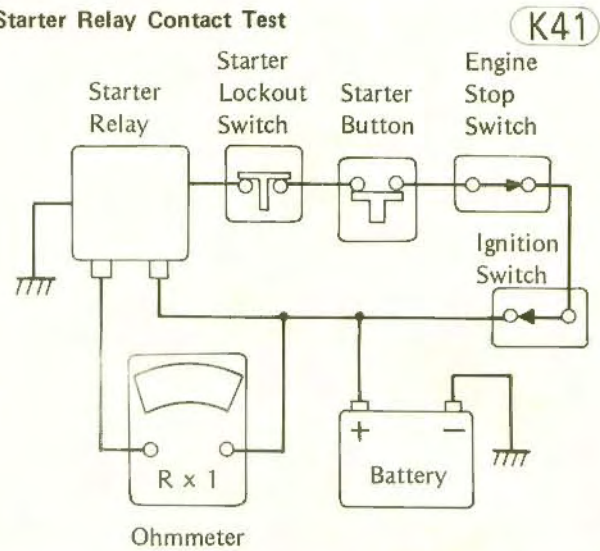 Starter Relay Contact Test
K41
Starter
Relay
Starter
Lockout
Switch
Starter
Button
Engine
Stop
Switch
Ignition
Switch
R x 1
Ohmmeter
+ −
Battery